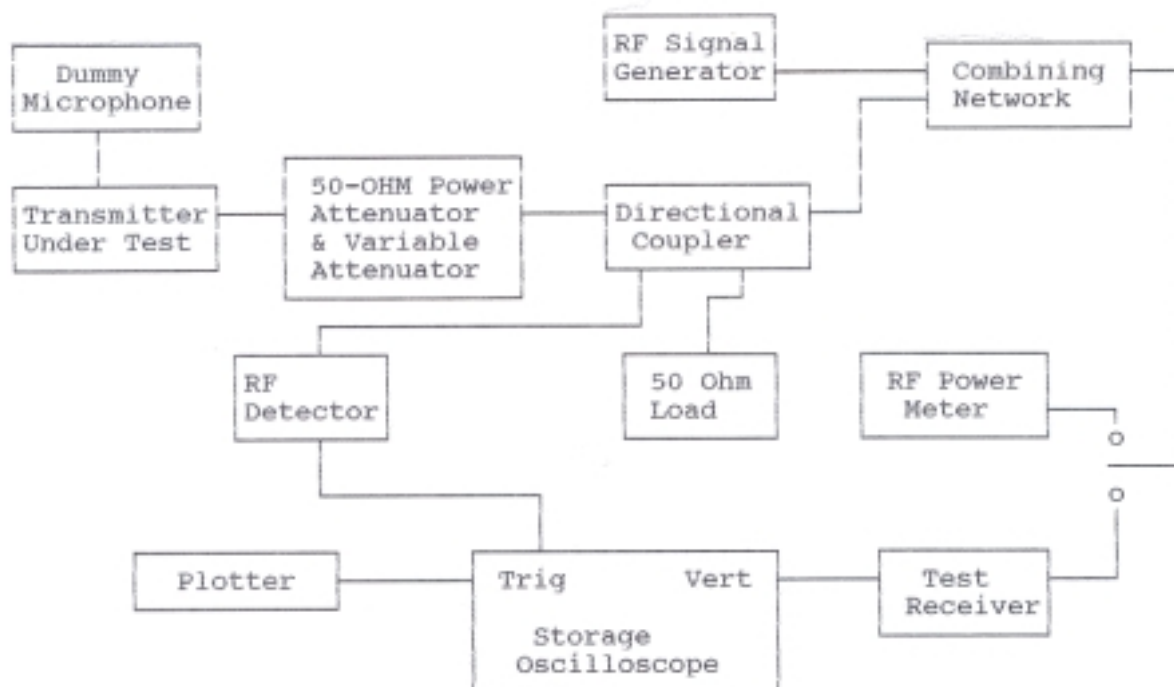 Dummy
Microphone
RF Signal
Generator
Combining
Network
Transmitter
Under Test
50-OHM Power
Attenuator
& Variable
Attenuator
Directional
Coupler
RF
Detector
50 Ohm
Load
RF Power
Meter
Plotter
Trig Vert
Storage
Oscilloscope
Test
Receiver